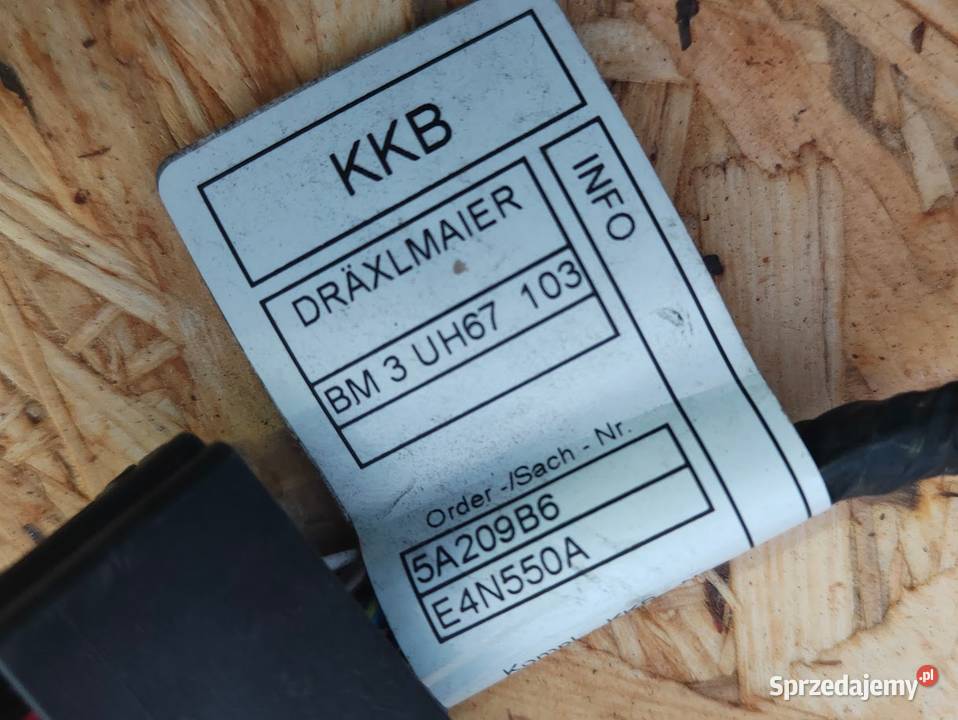 KKB
INFO
DRÄXLMAIER
BM 3 UH67 103
Order -/Sach - Nr.
5A209B6
E4N550A
Sprzedajemy.pl